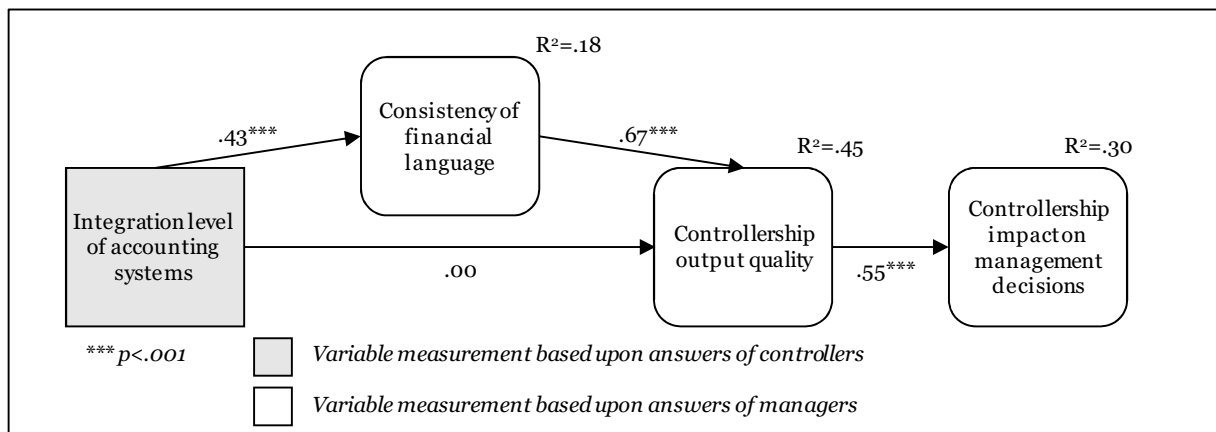 R²=.18
Consistency of
financial
language
.43***
.67***
R²=.45
R²=.30
Integration level
of accounting
systems
Controllership
output quality
Controllership
impact on
management
decisions
.00
.55***
***p<.001
Variable measurement based upon answers of controllers
Variable measurement based upon answers of managers